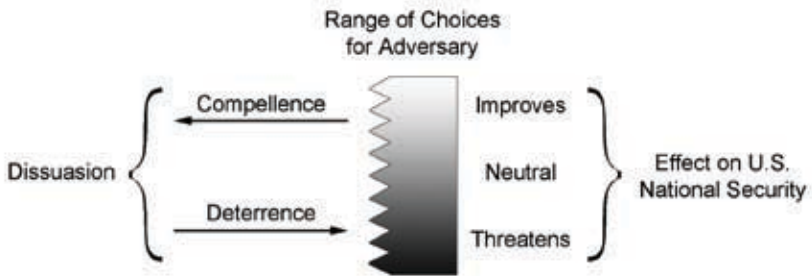 Range of Choices
for Adversary
Compellence
Dissuasion
Deterrence
Improves
Neutral
Threatens
Effect on U.S.
National Security